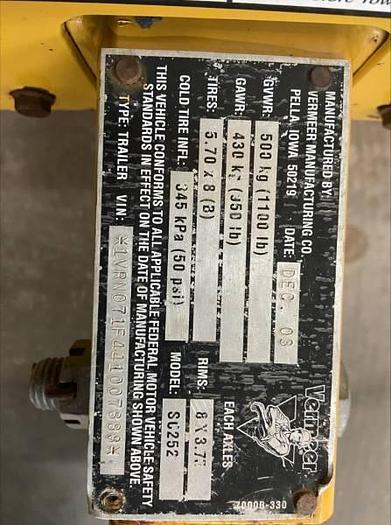 MANUFACTURED BY:
VERMEER MANUFACTURING CO.
PELLA, IOWA 50219 DATE: DEC. 03
Vermeer
GVWR: 500 kg (1100 lb)
GAWR: 430 kg (950 lb) EACH AXLES
TIRES: 5.70 x 8 (B) RIMS: 8 X 3.75
COLD TIRE INFL.: 345 kPa (50 psi) MODEL: SC252
THIS VEHICLE CONFORMS TO ALL APPLICABLE FEDERAL MOTOR VEHICLE SAFETY
STANDARDS IN EFFECT ON THE DATE OF MANUFACTURING SHOWN ABOVE.
TYPE: TRAILER VIN: *1VRN071F441007388*